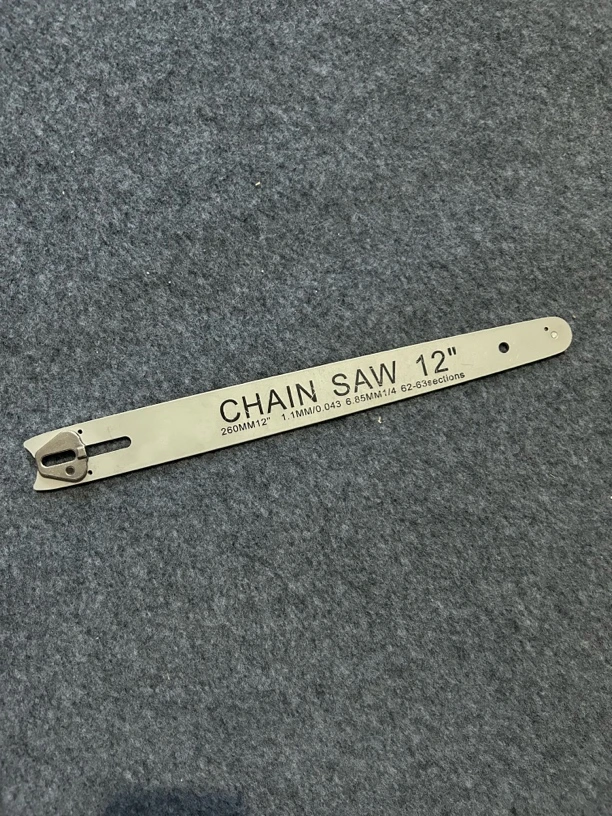 CHAIN SAW 12"
260MM12" 1.1MM/0.043 6.85MM1/4 62-63sections